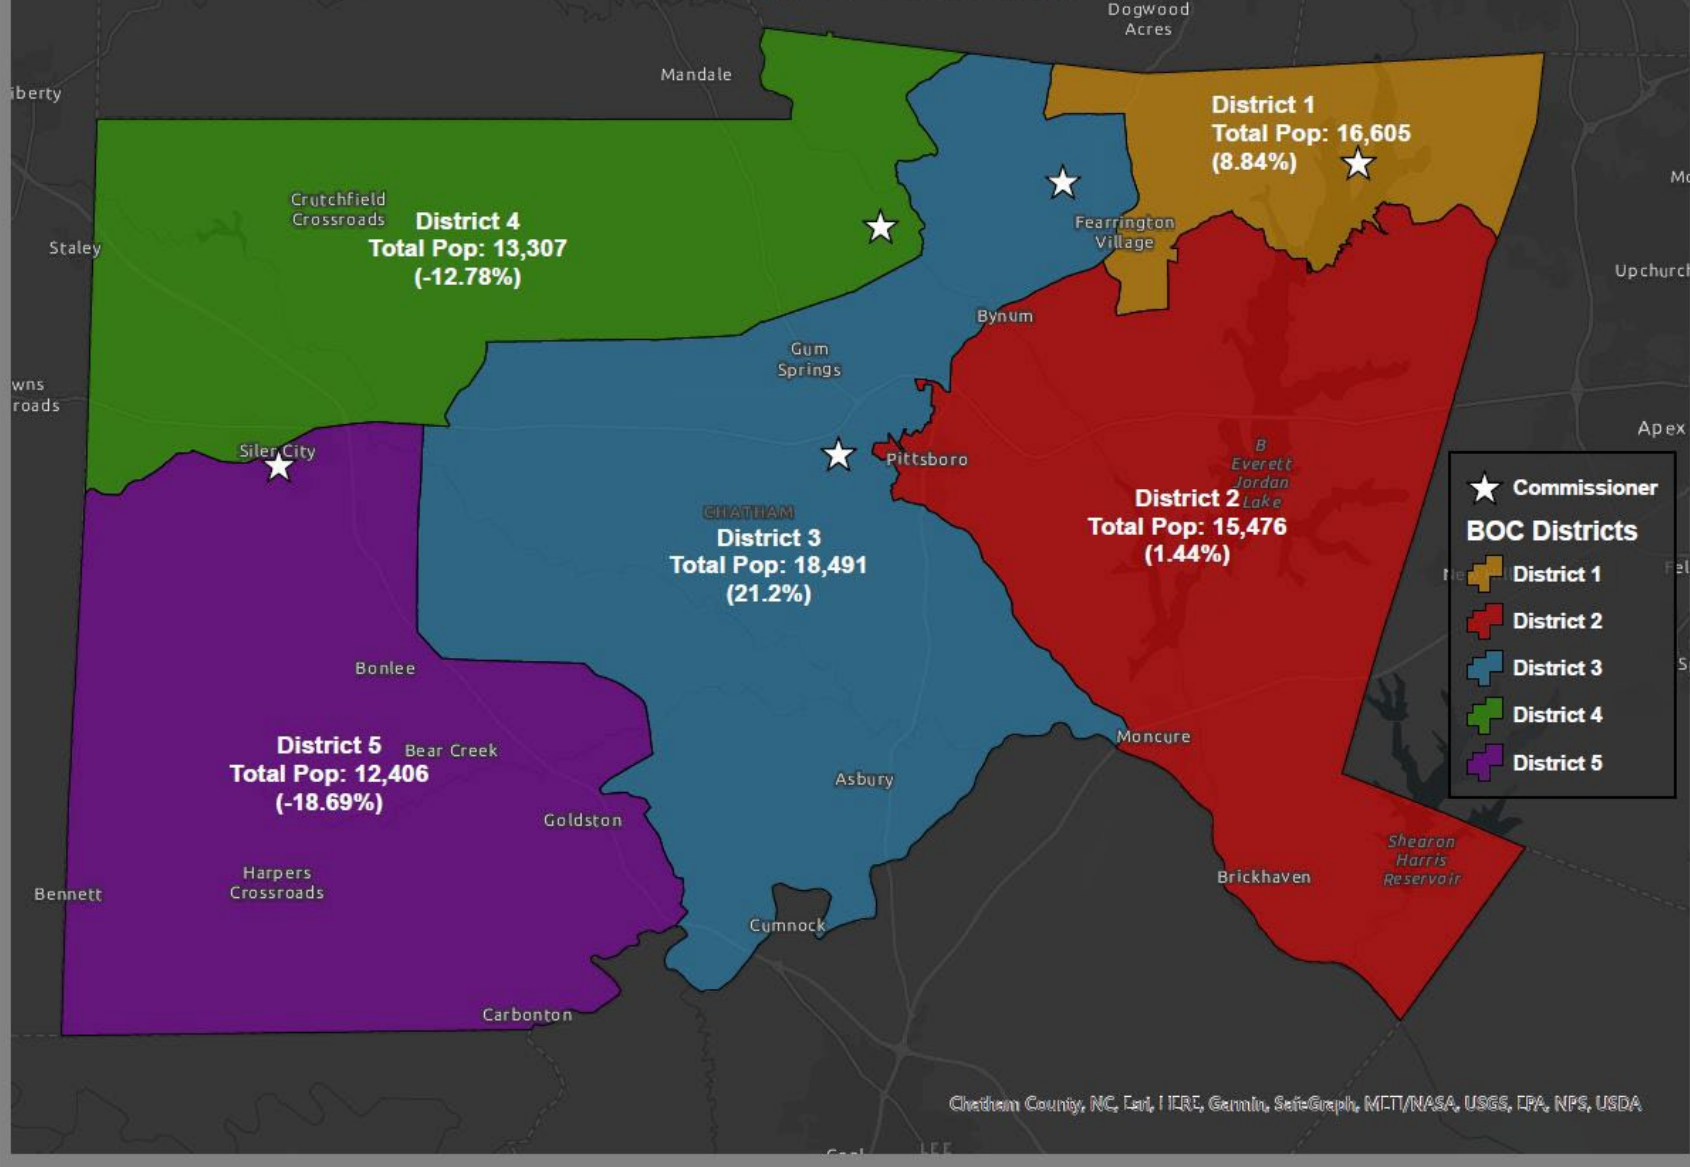 Dogwood
Acres
Mandale
iberty
District 1
Total Pop: 16,605
(8.84%)
Crutchfield
Crossroads
District 4
Total Pop: 13,307
(-12.78%)
Staley
Fearrington
Village
Upchurch
Bynum
Gum
Springs
wns
roads
Siler City
Apex
Pittsboro
B
Everett
Jordan
Lake
District 2
Total Pop: 15,476
(1.44%)
CHATHAM
District 3
Total Pop: 18,491
(21.2%)
Commissioner
BOC Districts
District 1
District 2
District 3
District 4
District 5
Bonlee
District 5
Total Pop: 12,406
(-18.69%)
Bear Creek
Moncure
Asbury
Goldston
Shearon
Harris
Reservoir
Harpers
Crossroads
Bennett
Brickhaven
Cumnock
Carbonton
Chatham County, NC, Esri, HERE, Garmin, SafeGraph, METI/NASA, USGS, EPA, NPS, USDA
LEE